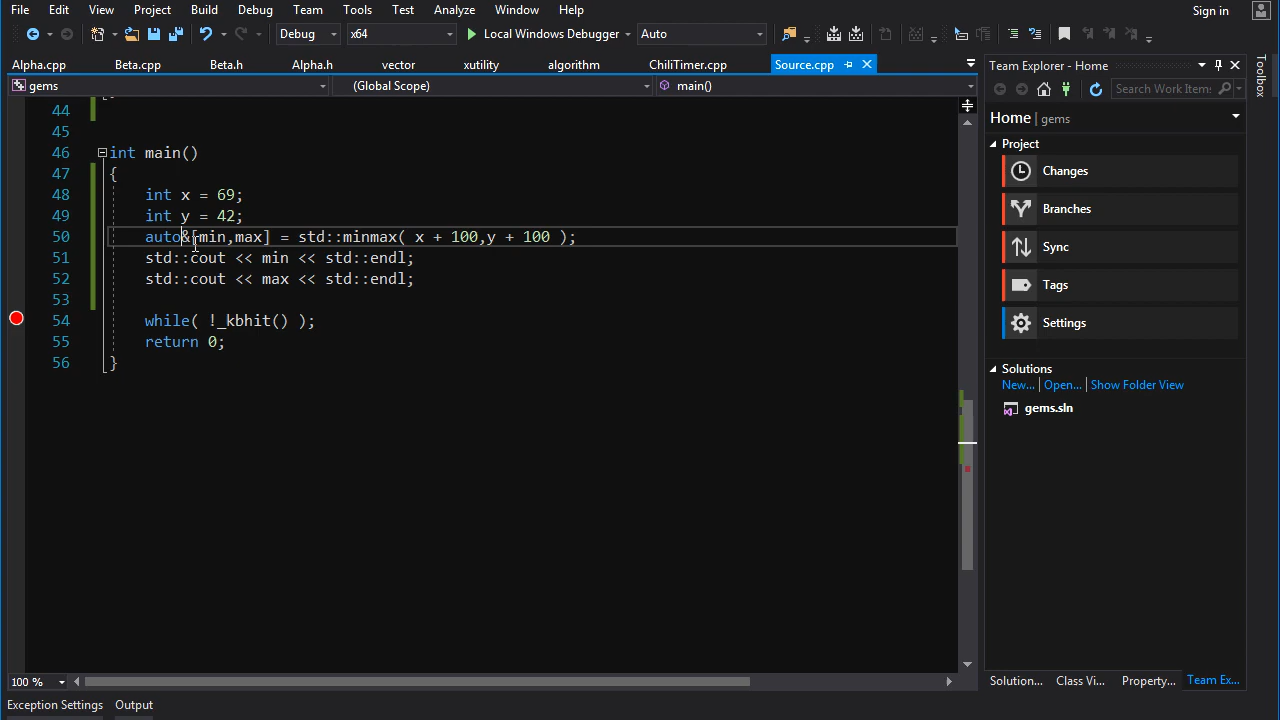 File Edit View Project Build Debug Team Tools Test Analyze Window Help Sign in
Debug x64 Local Windows Debugger Auto
Alpha.cpp Beta.cpp Beta.h Alpha.h vector xutility algorithm ChiliTimer.cpp Source.cpp
gems (Global Scope) main()
44
45
46 int main()
47 {
48 int x = 69;
49 int y = 42;
50 auto&[min,max] = std::minmax( x + 100,y + 100 );
51 std::cout << min << std::endl;
52 std::cout << max << std::endl;
53
54 while( !_kbhit() );
55 return 0;
56 }
100 %
Exception Settings Output
Team Explorer - Home
Toolbox
Search Work Items
Home | gems
Project
Changes
Branches
Sync
Tags
Settings
Solutions
New... | Open... | Show Folder View
gems.sln
Solution... Class Vi... Property... Team Ex...